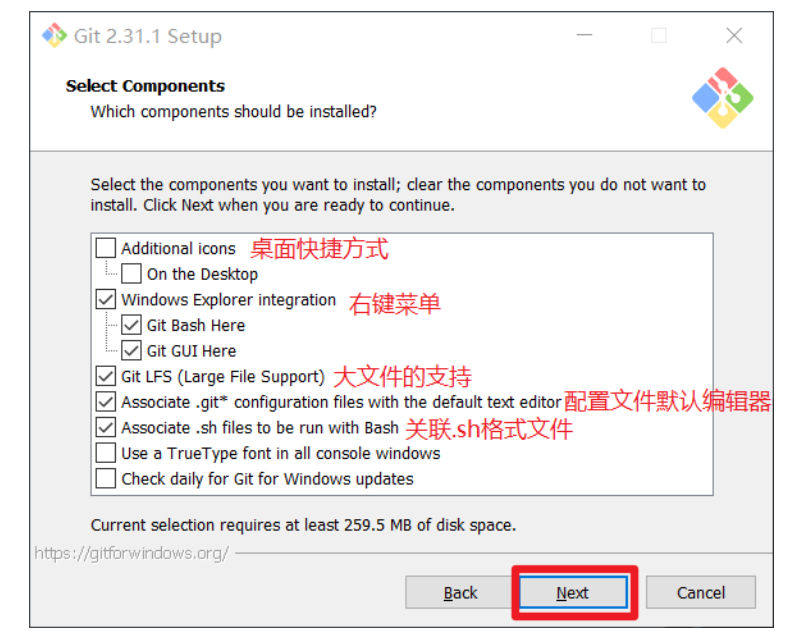 Git 2.31.1 Setup
Select Components
Which components should be installed?
Select the components you want to install; clear the components you do not want to
install. Click Next when you are ready to continue.
Additional icons 桌面快捷方式
On the Desktop
Windows Explorer integration 右键菜单
Git Bash Here
Git GUI Here
Git LFS (Large File Support) 大文件的支持
Associate .git* configuration files with the default text editor 配置文件默认编辑器
Associate .sh files to be run with Bash 关联.sh格式文件
Use a TrueType font in all console windows
Check daily for Git for Windows updates
Current selection requires at least 259.5 MB of disk space.
https://gitforwindows.org/
Back Next Cancel